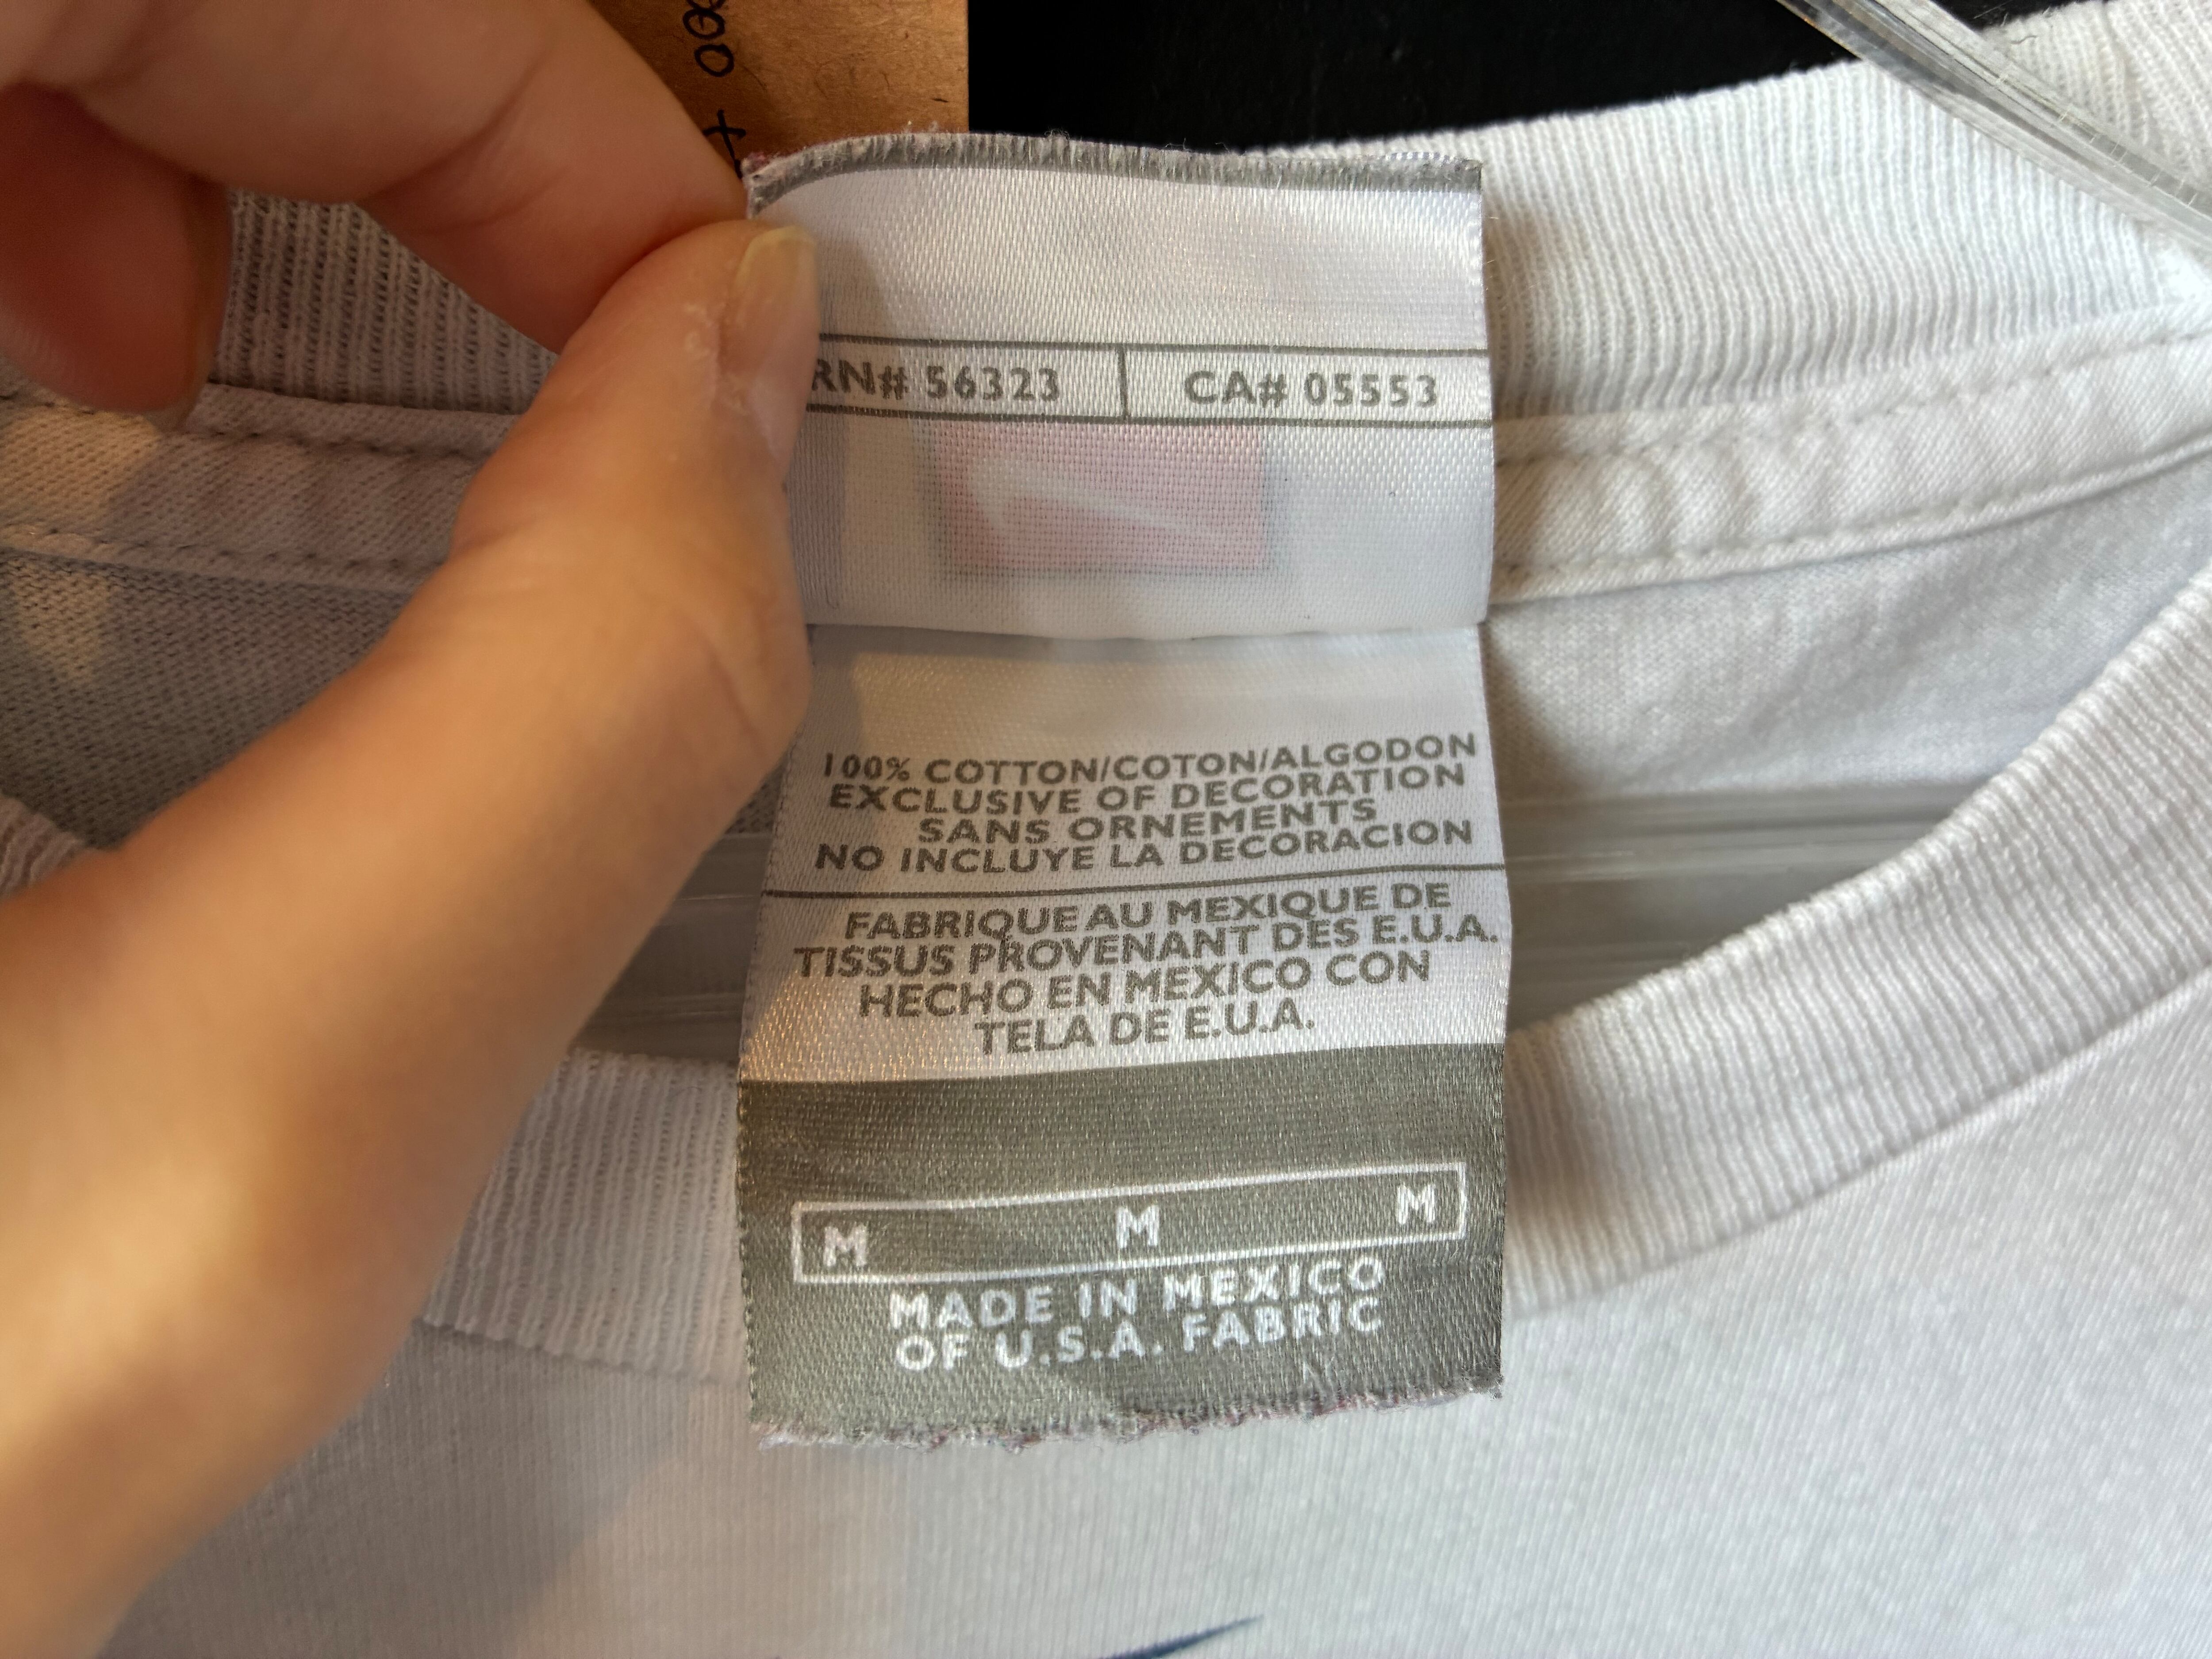 RN# 56323 CA# 05553
100% COTTON/COTON/ALGODON
EXCLUSIVE OF DECORATION
SANS ORNEMENTS
NO INCLUYE LA DECORACION
FABRIQUE AU MEXIQUE DE
TISSUS PROVENANT DES E.U.A.
HECHO EN MEXICO CON
TELA DE E.U.A.
M M M
MADE IN MEXICO
OF U.S.A. FABRIC